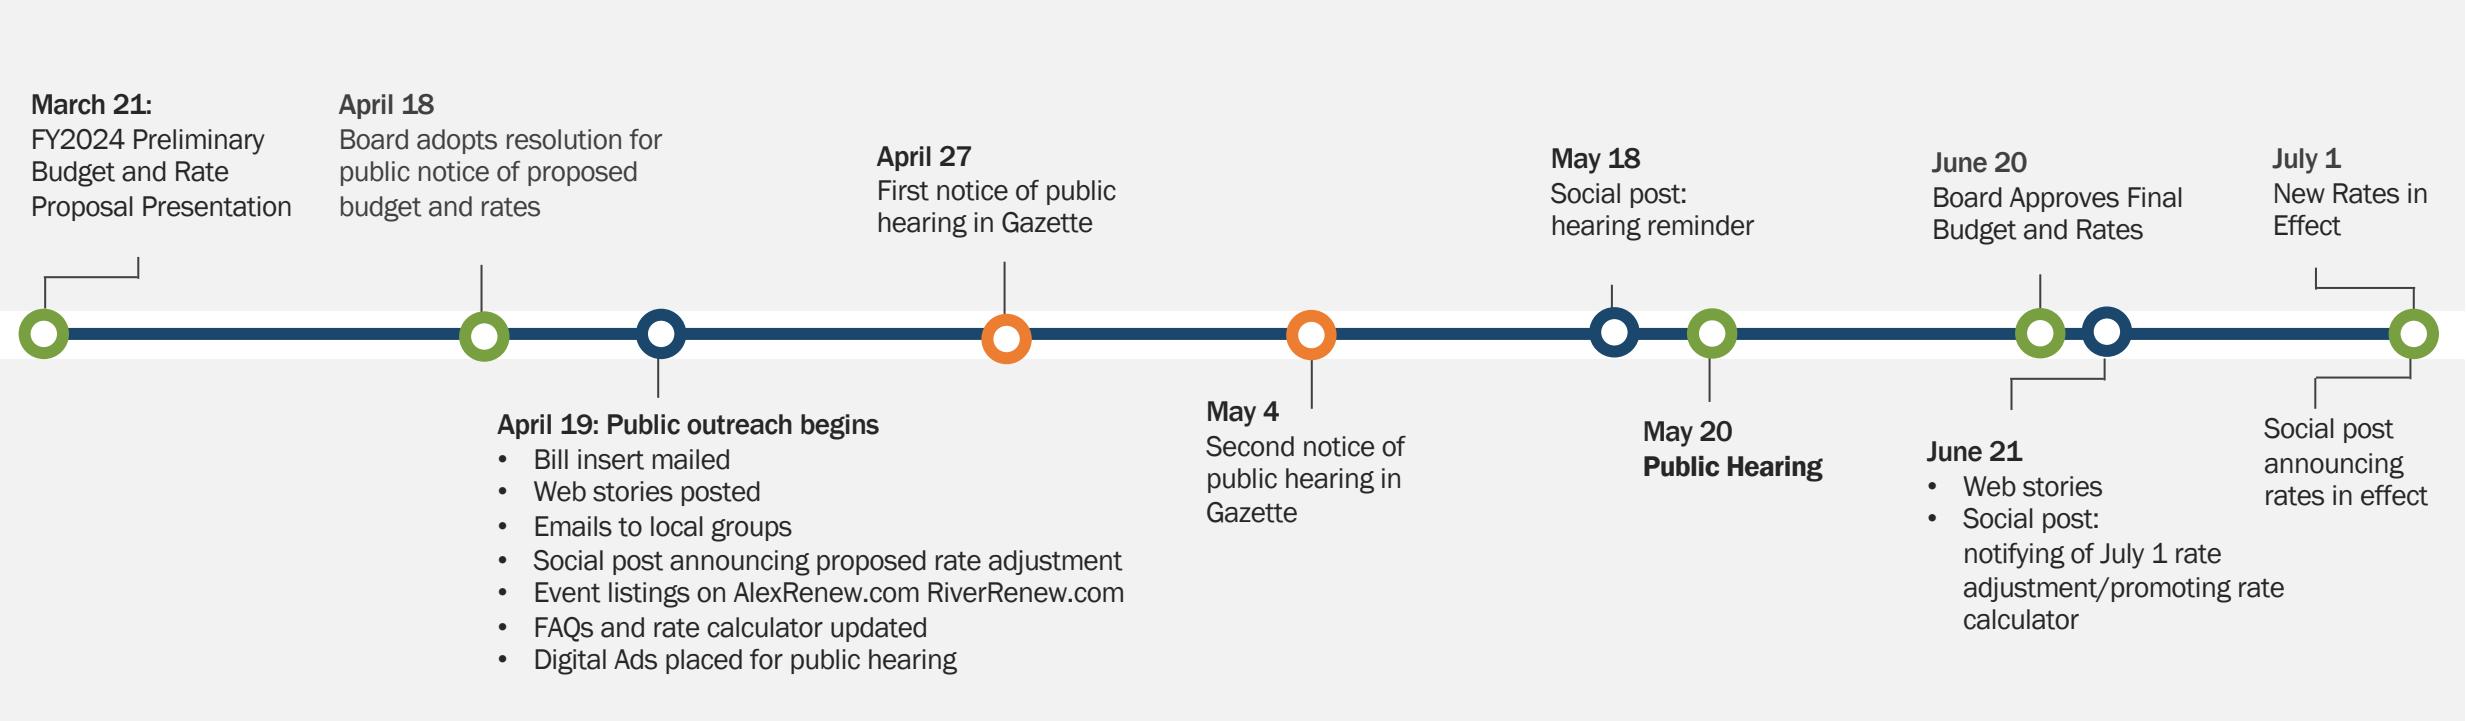 March 21:
FY2024 Preliminary
Budget and Rate
Proposal Presentation
April 18
Board adopts resolution for
public notice of proposed
budget and rates
April 19: Public outreach begins
• Bill insert mailed
• Web stories posted
• Emails to local groups
• Social post announcing proposed rate adjustment
• Event listings on AlexRenew.com RiverRenew.com
• FAQs and rate calculator updated
• Digital Ads placed for public hearing
April 27
First notice of public
hearing in Gazette
May 4
Second notice of
public hearing in
Gazette
May 18
Social post:
hearing reminder
May 20
Public Hearing
June 20
Board Approves Final
Budget and Rates
June 21
• Web stories
• Social post:
notifying of July 1 rate
adjustment/promoting rate
calculator
July 1
New Rates in
Effect
Social post
announcing
rates in effect